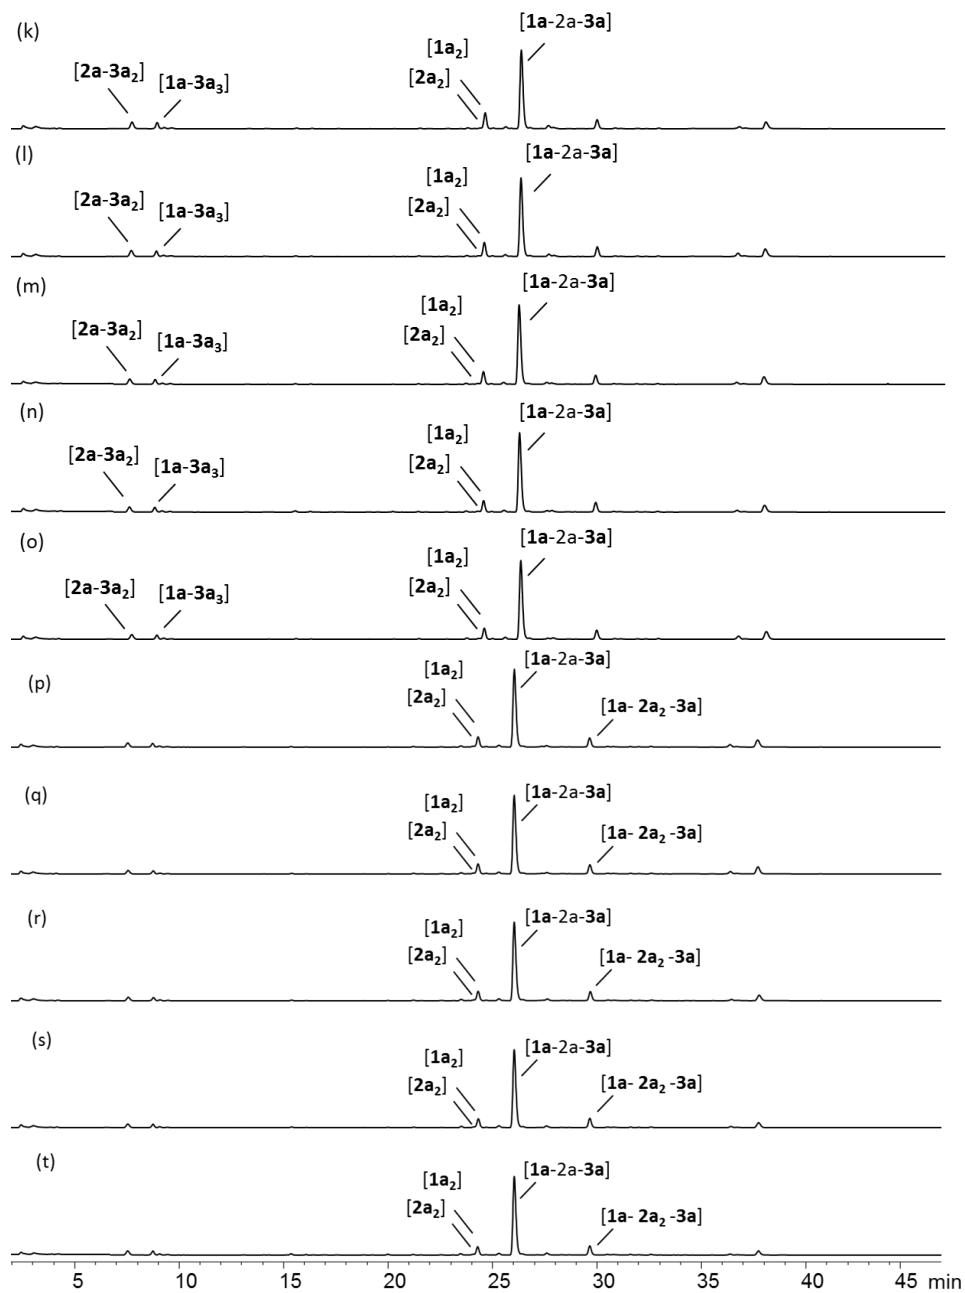 (k)
[1a-2a-3a]
[1a₂]
[2a-3a₂] [1a-3a₃] [2a₂]
(l)
[1a-2a-3a]
[1a₂]
[2a-3a₂] [1a-3a₃] [2a₂]
(m)
[1a-2a-3a]
[1a₂]
[2a-3a₂] [1a-3a₃] [2a₂]
(n)
[1a-2a-3a]
[1a₂]
[2a-3a₂] [1a-3a₃] [2a₂]
(o)
[1a-2a-3a]
[1a₂]
[2a-3a₂] [1a-3a₃] [2a₂]
(p)
[1a-2a-3a]
[1a₂]
[2a₂]
[1a- 2a₂ -3a]
(q)
[1a-2a-3a]
[1a₂]
[2a₂]
[1a- 2a₂ -3a]
(r)
[1a-2a-3a]
[1a₂]
[2a₂]
[1a- 2a₂ -3a]
(s)
[1a-2a-3a]
[1a₂]
[2a₂]
[1a- 2a₂ -3a]
(t)
[1a-2a-3a]
[1a₂]
[2a₂]
[1a- 2a₂ -3a]
5 10 15 20 25 30 35 40 45 min